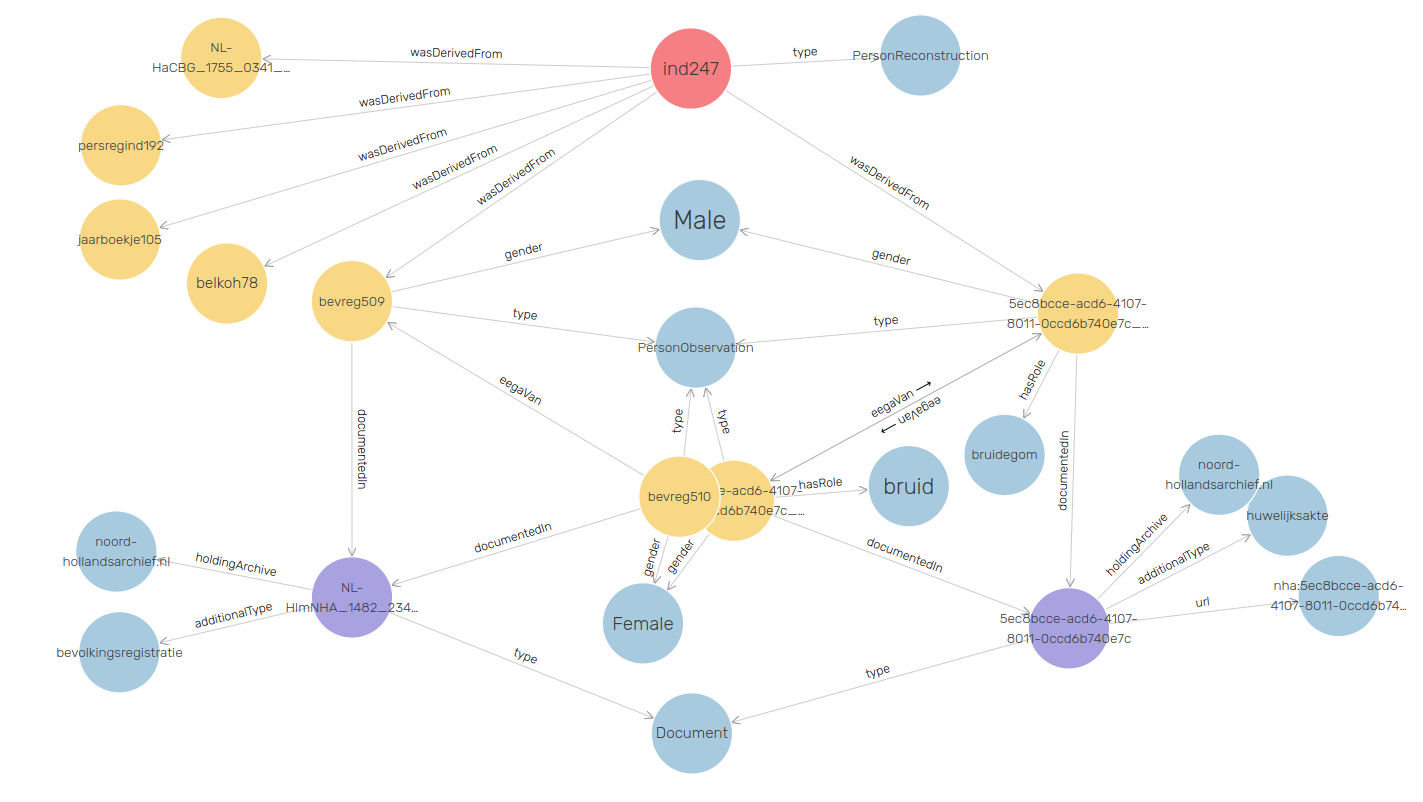 NL-
HaCBG_1755_0341_...
wasDerivedFrom
ind247
type
PersonReconstruction
wasDerivedFrom
persregind192
wasDerivedFrom
wasDerivedFrom
wasDerivedFrom
wasDerivedFrom
jaarboekje105
belkoh78
Male
gender
gender
bevreg509
5ec8bcce-acd6-4107-
8011-0ccd6b740e7c_...
type
type
PersonObservation
eegaVan
eegaVan
eegaVan
hasRole
type
type
documentedIn
documentedIn
bevreg510
e-acd6-4107-
cd6b740e7c_...
hasRole
bruid
bruidegom
noord-
hollandsarchief.nl
huwelijksakte
holdingArchive
additionalType
documentedIn
documentedIn
gender
gender
noord-
hollandsarchief.nl
holdingArchive
additionalType
bevolkingsregistratie
NL-
HlmNHA_1482_234...
Female
5ec8bcce-acd6-4107-
8011-0ccd6b740e7c
url
nha:5ec8bcce-acd6-
4107-8011-0ccd6b74...
type
type
Document